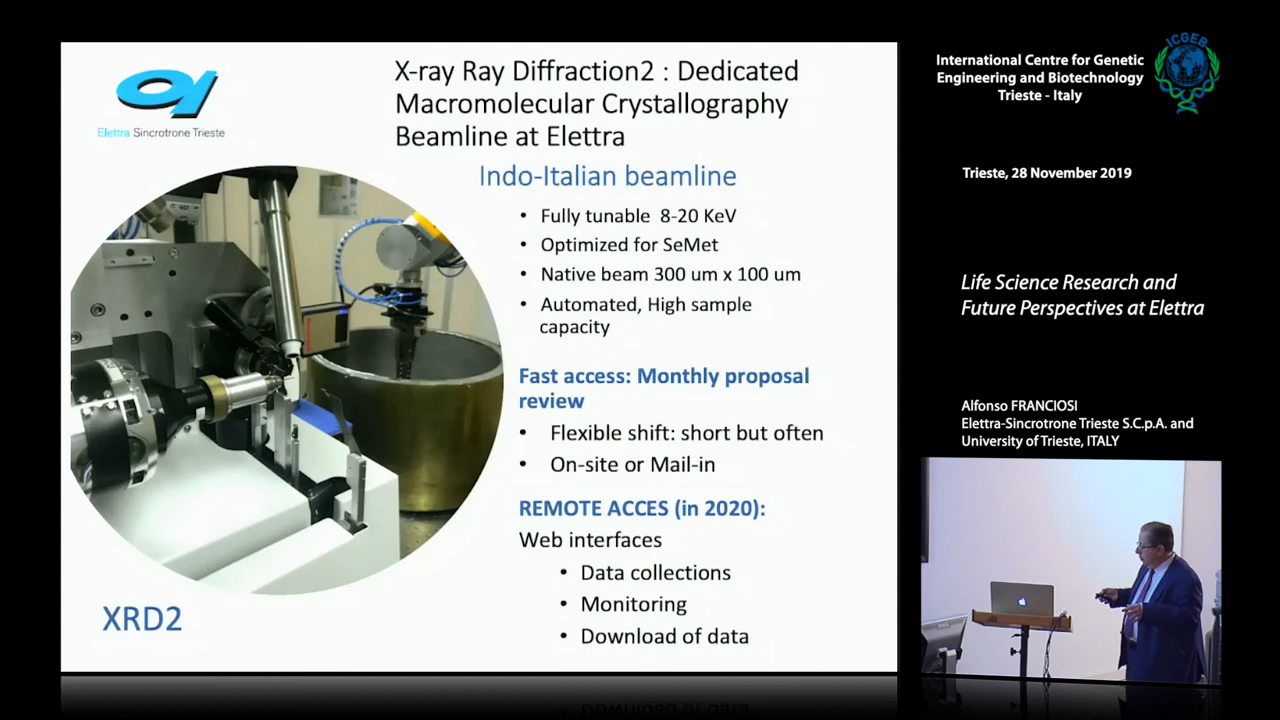 Elettra Sincrotrone Trieste
X-ray Ray Diffraction2 : Dedicated
Macromolecular Crystallography
Beamline at Elettra
Indo-Italian beamline
• Fully tunable 8-20 KeV
• Optimized for SeMet
• Native beam 300 um x 100 um
• Automated, High sample
capacity
Fast access: Monthly proposal
review
• Flexible shift: short but often
• On-site or Mail-in
REMOTE ACCES (in 2020):
Web interfaces
• Data collections
• Monitoring
• Download of data
XRD2
International Centre for Genetic
Engineering and Biotechnology
Trieste - Italy
ICGEB
Trieste, 28 November 2019
Life Science Research and
Future Perspectives at Elettra
Alfonso FRANCIOSI
Elettra-Sincrotrone Trieste S.C.p.A. and
University of Trieste, ITALY